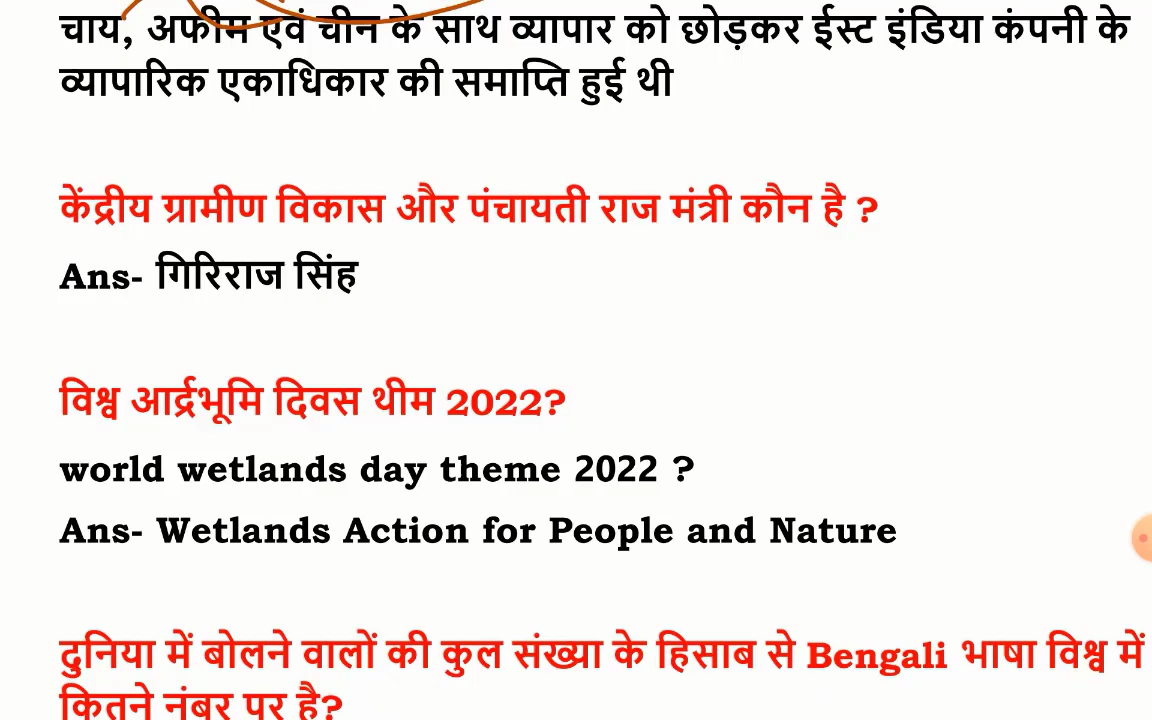 चाय, अफीम एवं चीन के साथ व्यापार को छोड़कर ईस्ट इंडिया कंपनी के
व्यापारिक एकाधिकार की समाप्ति हुई थी
केंद्रीय ग्रामीण विकास और पंचायती राज मंत्री कौन है ?
Ans- गिरिराज सिंह
विश्व आर्द्रभूमि दिवस थीम 2022?
world wetlands day theme 2022 ?
Ans- Wetlands Action for People and Nature
दुनिया में बोलने वालों की कुल संख्या के हिसाब से Bengali भाषा विश्व में
कितने नंबर पर है?